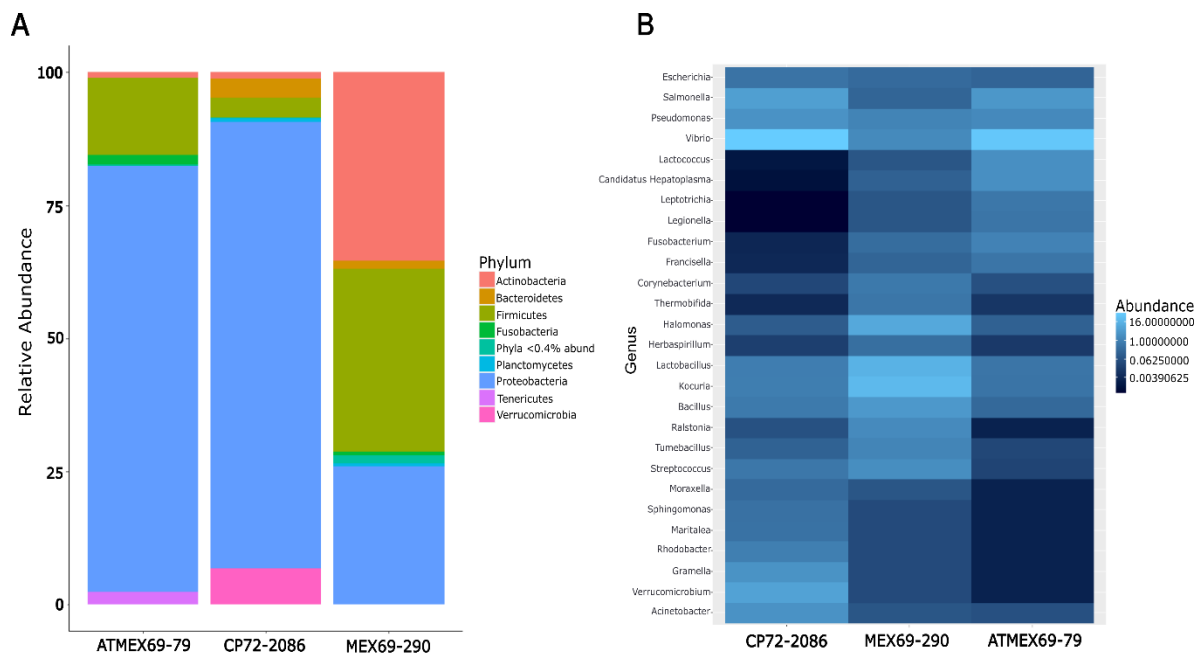 A
Relative Abundance
100
75
50
25
0
ATMEX69-79 CP72-2086 MEX69-290
Phylum
Actinobacteria
Bacteroidetes
Firmicutes
Fusobacteria
Phyla <0.4% abund
Planctomycetes
Proteobacteria
Tenericutes
Verrucomicrobia
B
Genus
Escherichia
Salmonella
Pseudomonas
Vibrio
Lactococcus
Candidatus Hepatoplasma
Leptotrichia
Legionella
Fusobacterium
Francisella
Corynebacterium
Thermobifida
Halomonas
Herbaspirillum
Lactobacillus
Kocuria
Bacillus
Ralstonia
Tumebacillus
Streptococcus
Moraxella
Sphingomonas
Maritalea
Rhodobacter
Gramella
Verrucomicrobium
Acinetobacter
CP72-2086 MEX69-290 ATMEX69-79
Abundance
16.00000000
1.00000000
0.06250000
0.00390625